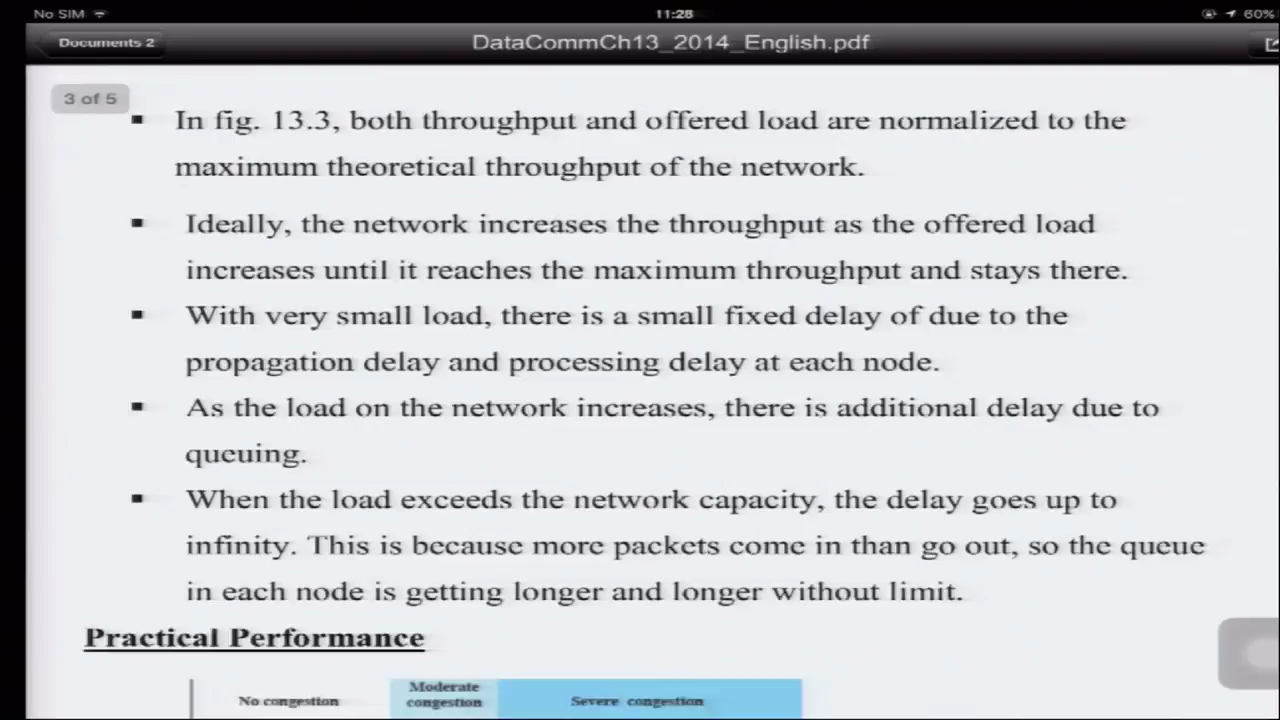 No SIM 11:28 60%
Documents 2 DataCommCh13_2014_English.pdf
3 of 5
▪ In fig. 13.3, both throughput and offered load are normalized to the
maximum theoretical throughput of the network.
▪ Ideally, the network increases the throughput as the offered load
increases until it reaches the maximum throughput and stays there.
▪ With very small load, there is a small fixed delay of due to the
propagation delay and processing delay at each node.
▪ As the load on the network increases, there is additional delay due to
queuing.
▪ When the load exceeds the network capacity, the delay goes up to
infinity. This is because more packets come in than go out, so the queue
in each node is getting longer and longer without limit.
Practical Performance
No congestion Moderate congestion Severe congestion